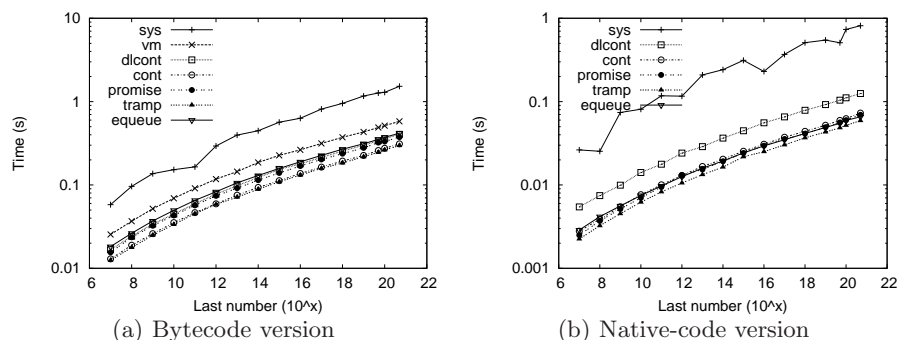 10
1
0.1
0.01
Time (s)
sys
vm
dlcont
cont
promise
tramp
equeue
6 8 10 12 14 16 18 20 22
Last number (10^x)
(a) Bytecode version
1
0.1
0.01
0.001
Time (s)
sys
dlcont
cont
promise
tramp
equeue
6 8 10 12 14 16 18 20 22
Last number (10^x)
(b) Native-code version